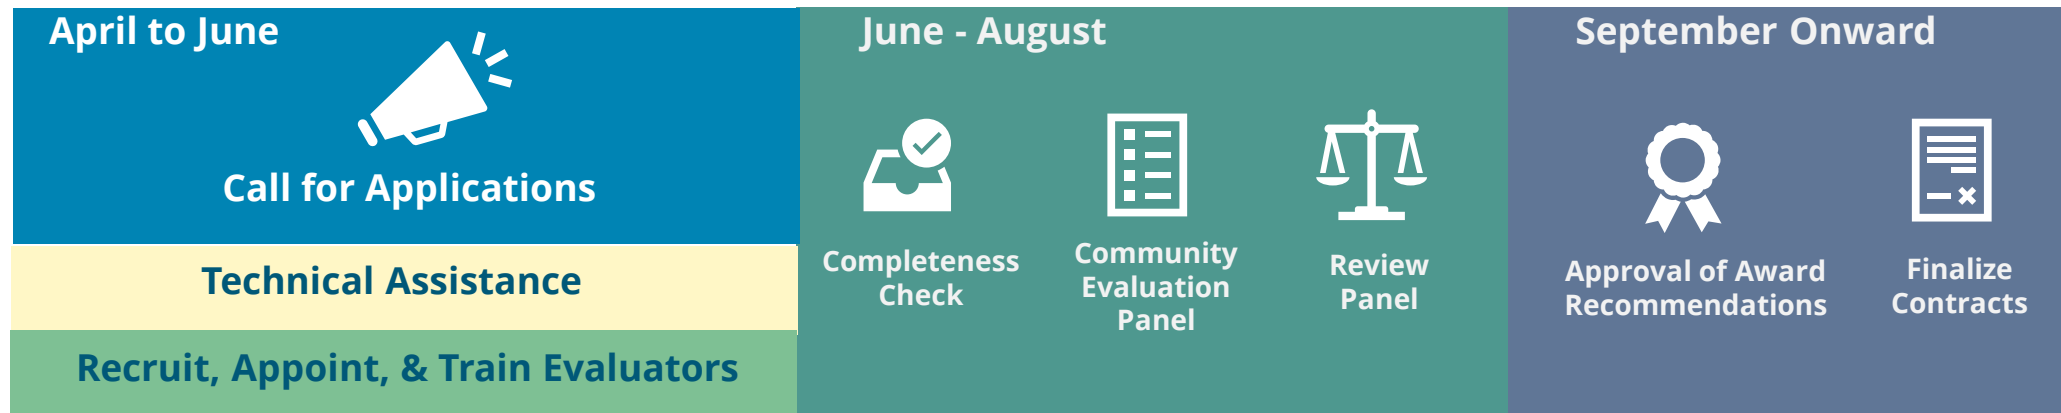 April to June
Call for Applications
Technical Assistance
Recruit, Appoint, & Train Evaluators
June - August
Completeness
Check
Community
Evaluation
Panel
Review
Panel
September Onward
Approval of Award
Recommendations
Finalize
Contracts